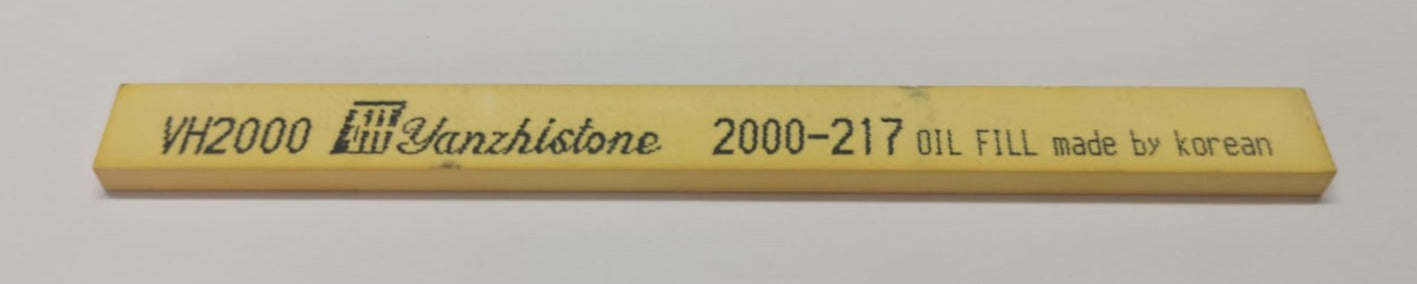 VH2000 Yanzhistone 2000-217 OIL FILL made by korean